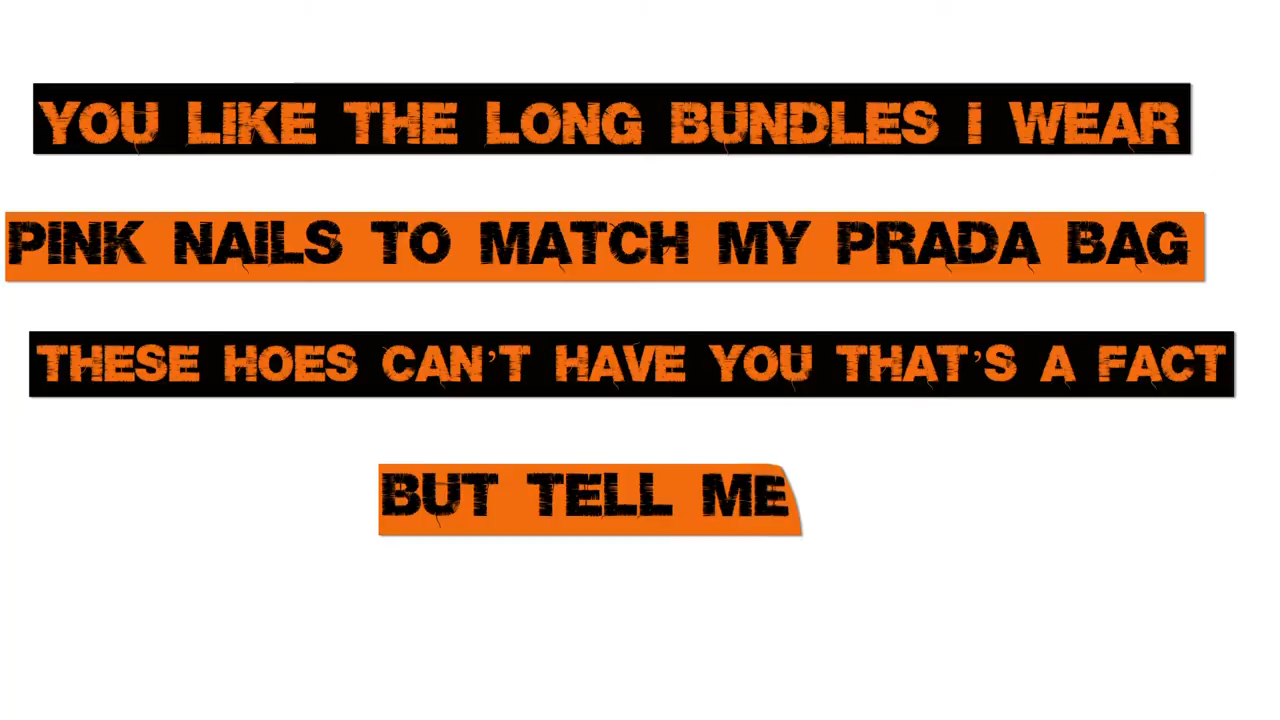 YOU LIKE THE LONG BUNDLES I WEAR
PINK NAILS TO MATCH MY PRADA BAG
THESE HOES CAN'T HAVE YOU THAT'S A FACT
BUT TELL ME